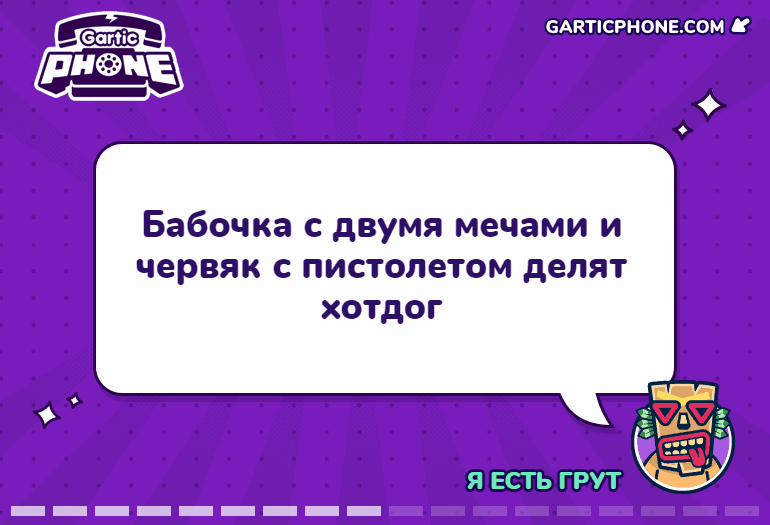 Gartic
PHONE
GARTICPHONE.COM
Бабочка с двумя мечами и
червяк с пистолетом делят
хотдог
Я ЕСТЬ ГРУТ